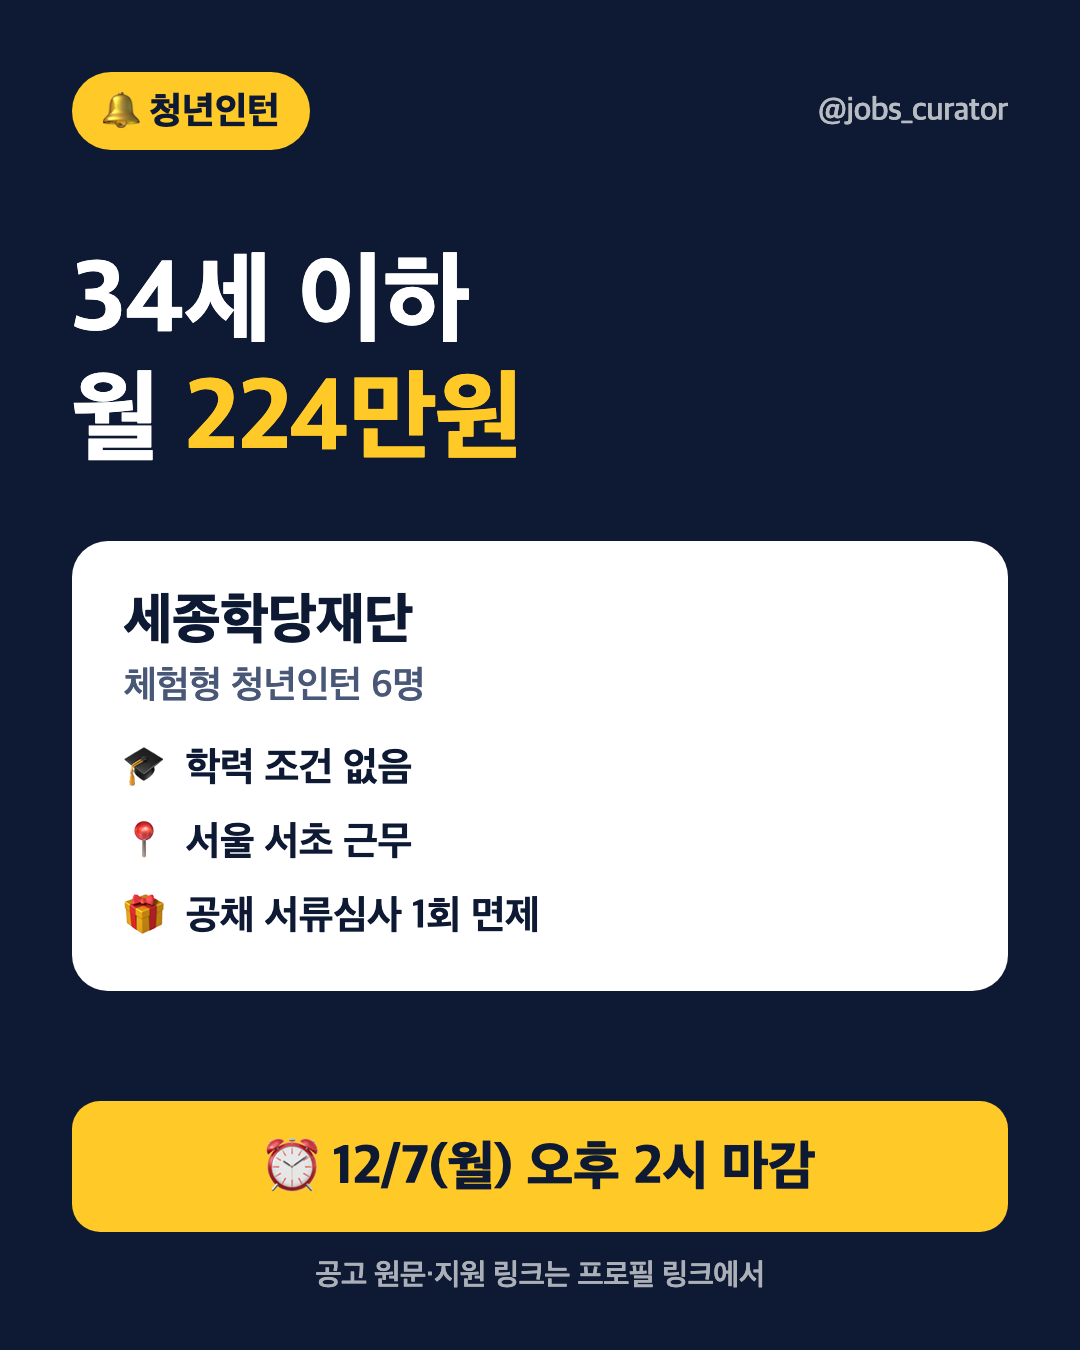 🔔 청년인턴
@jobs_curator
34세 이하
월 224만원
세종학당재단
체험형 청년인턴 6명
🎓 학력 조건 없음
📍 서울 서초 근무
🎁 공채 서류심사 1회 면제
⏰ 12/7(월) 오후 2시 마감
공고 원문·지원 링크는 프로필 링크에서